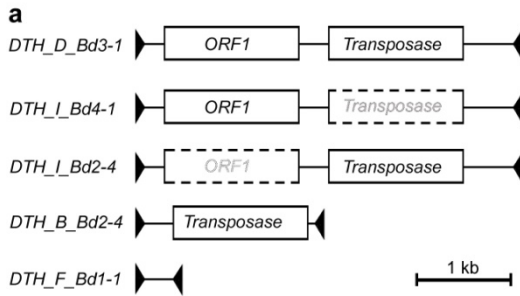 a
DTH_D_Bd3-1 ORF1 Transposase
DTH_I_Bd4-1 ORF1 Transposase
DTH_I_Bd2-4 ORF1 Transposase
DTH_B_Bd2-4 Transposase
DTH_F_Bd1-1 1 kb